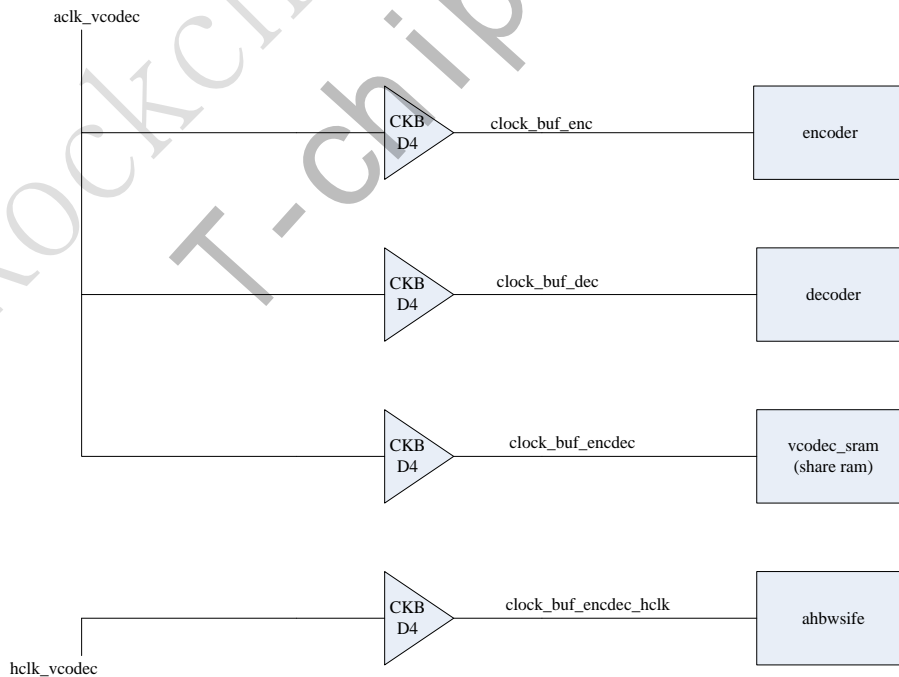 aclk_vcodec
CKB
D4
clock_buf_enc
encoder
CKB
D4
clock_buf_dec
decoder
CKB
D4
clock_buf_encdec
vcodec_sram
(share ram)
CKB
D4
clock_buf_encdec_hclk
ahbwsife
hclk_vcodec
T-chip